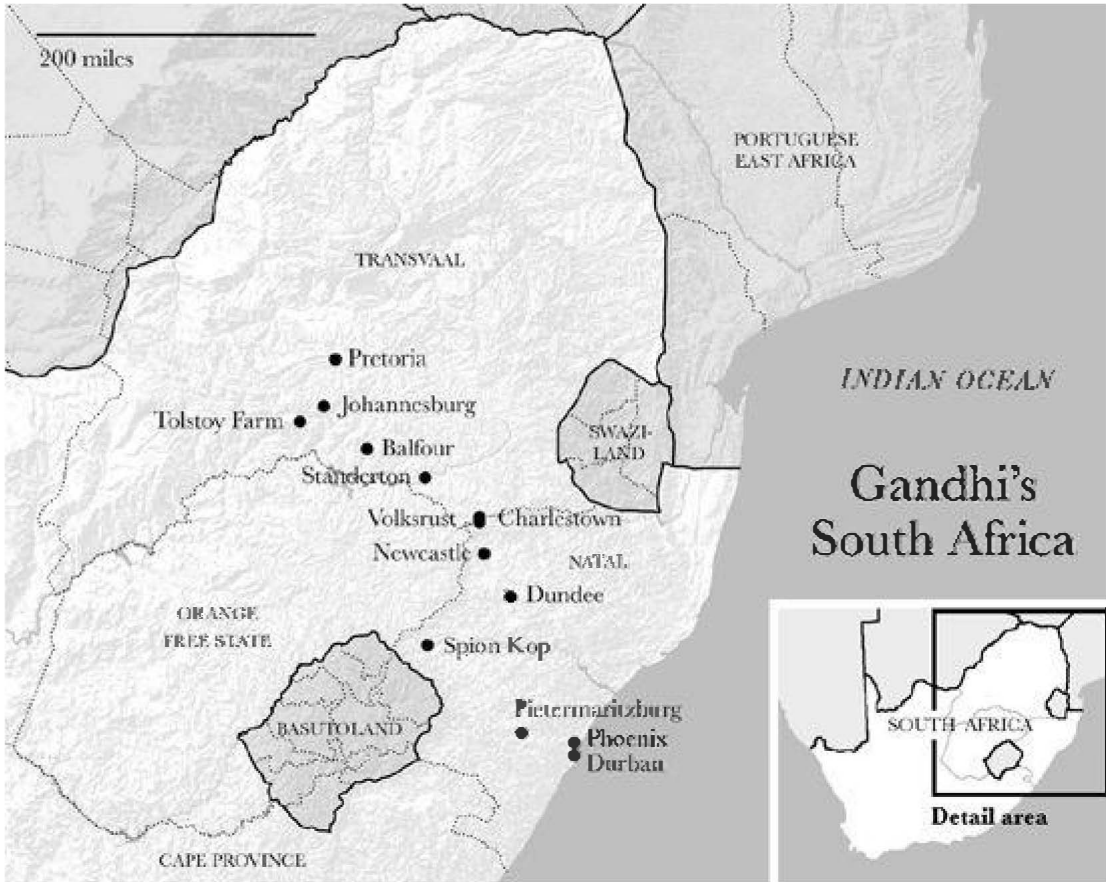 200 miles
PORTUGUESE
EAST AFRICA
TRANSVAAL
Pretoria
INDIAN OCEAN
Johannesburg
Tolstoy Farm
SWAZI-
LAND
Balfour
Standerton
Gandhi's
South Africa
Volksrust
Charlestown
Newcastle
NATAL
Dundee
ORANGE
FREE STATE
Spion Kop
Pietermaritzburg
BASUTOLAND
Phoenix
Durban
SOUTH AFRICA
Detail area
CAPE PROVINCE